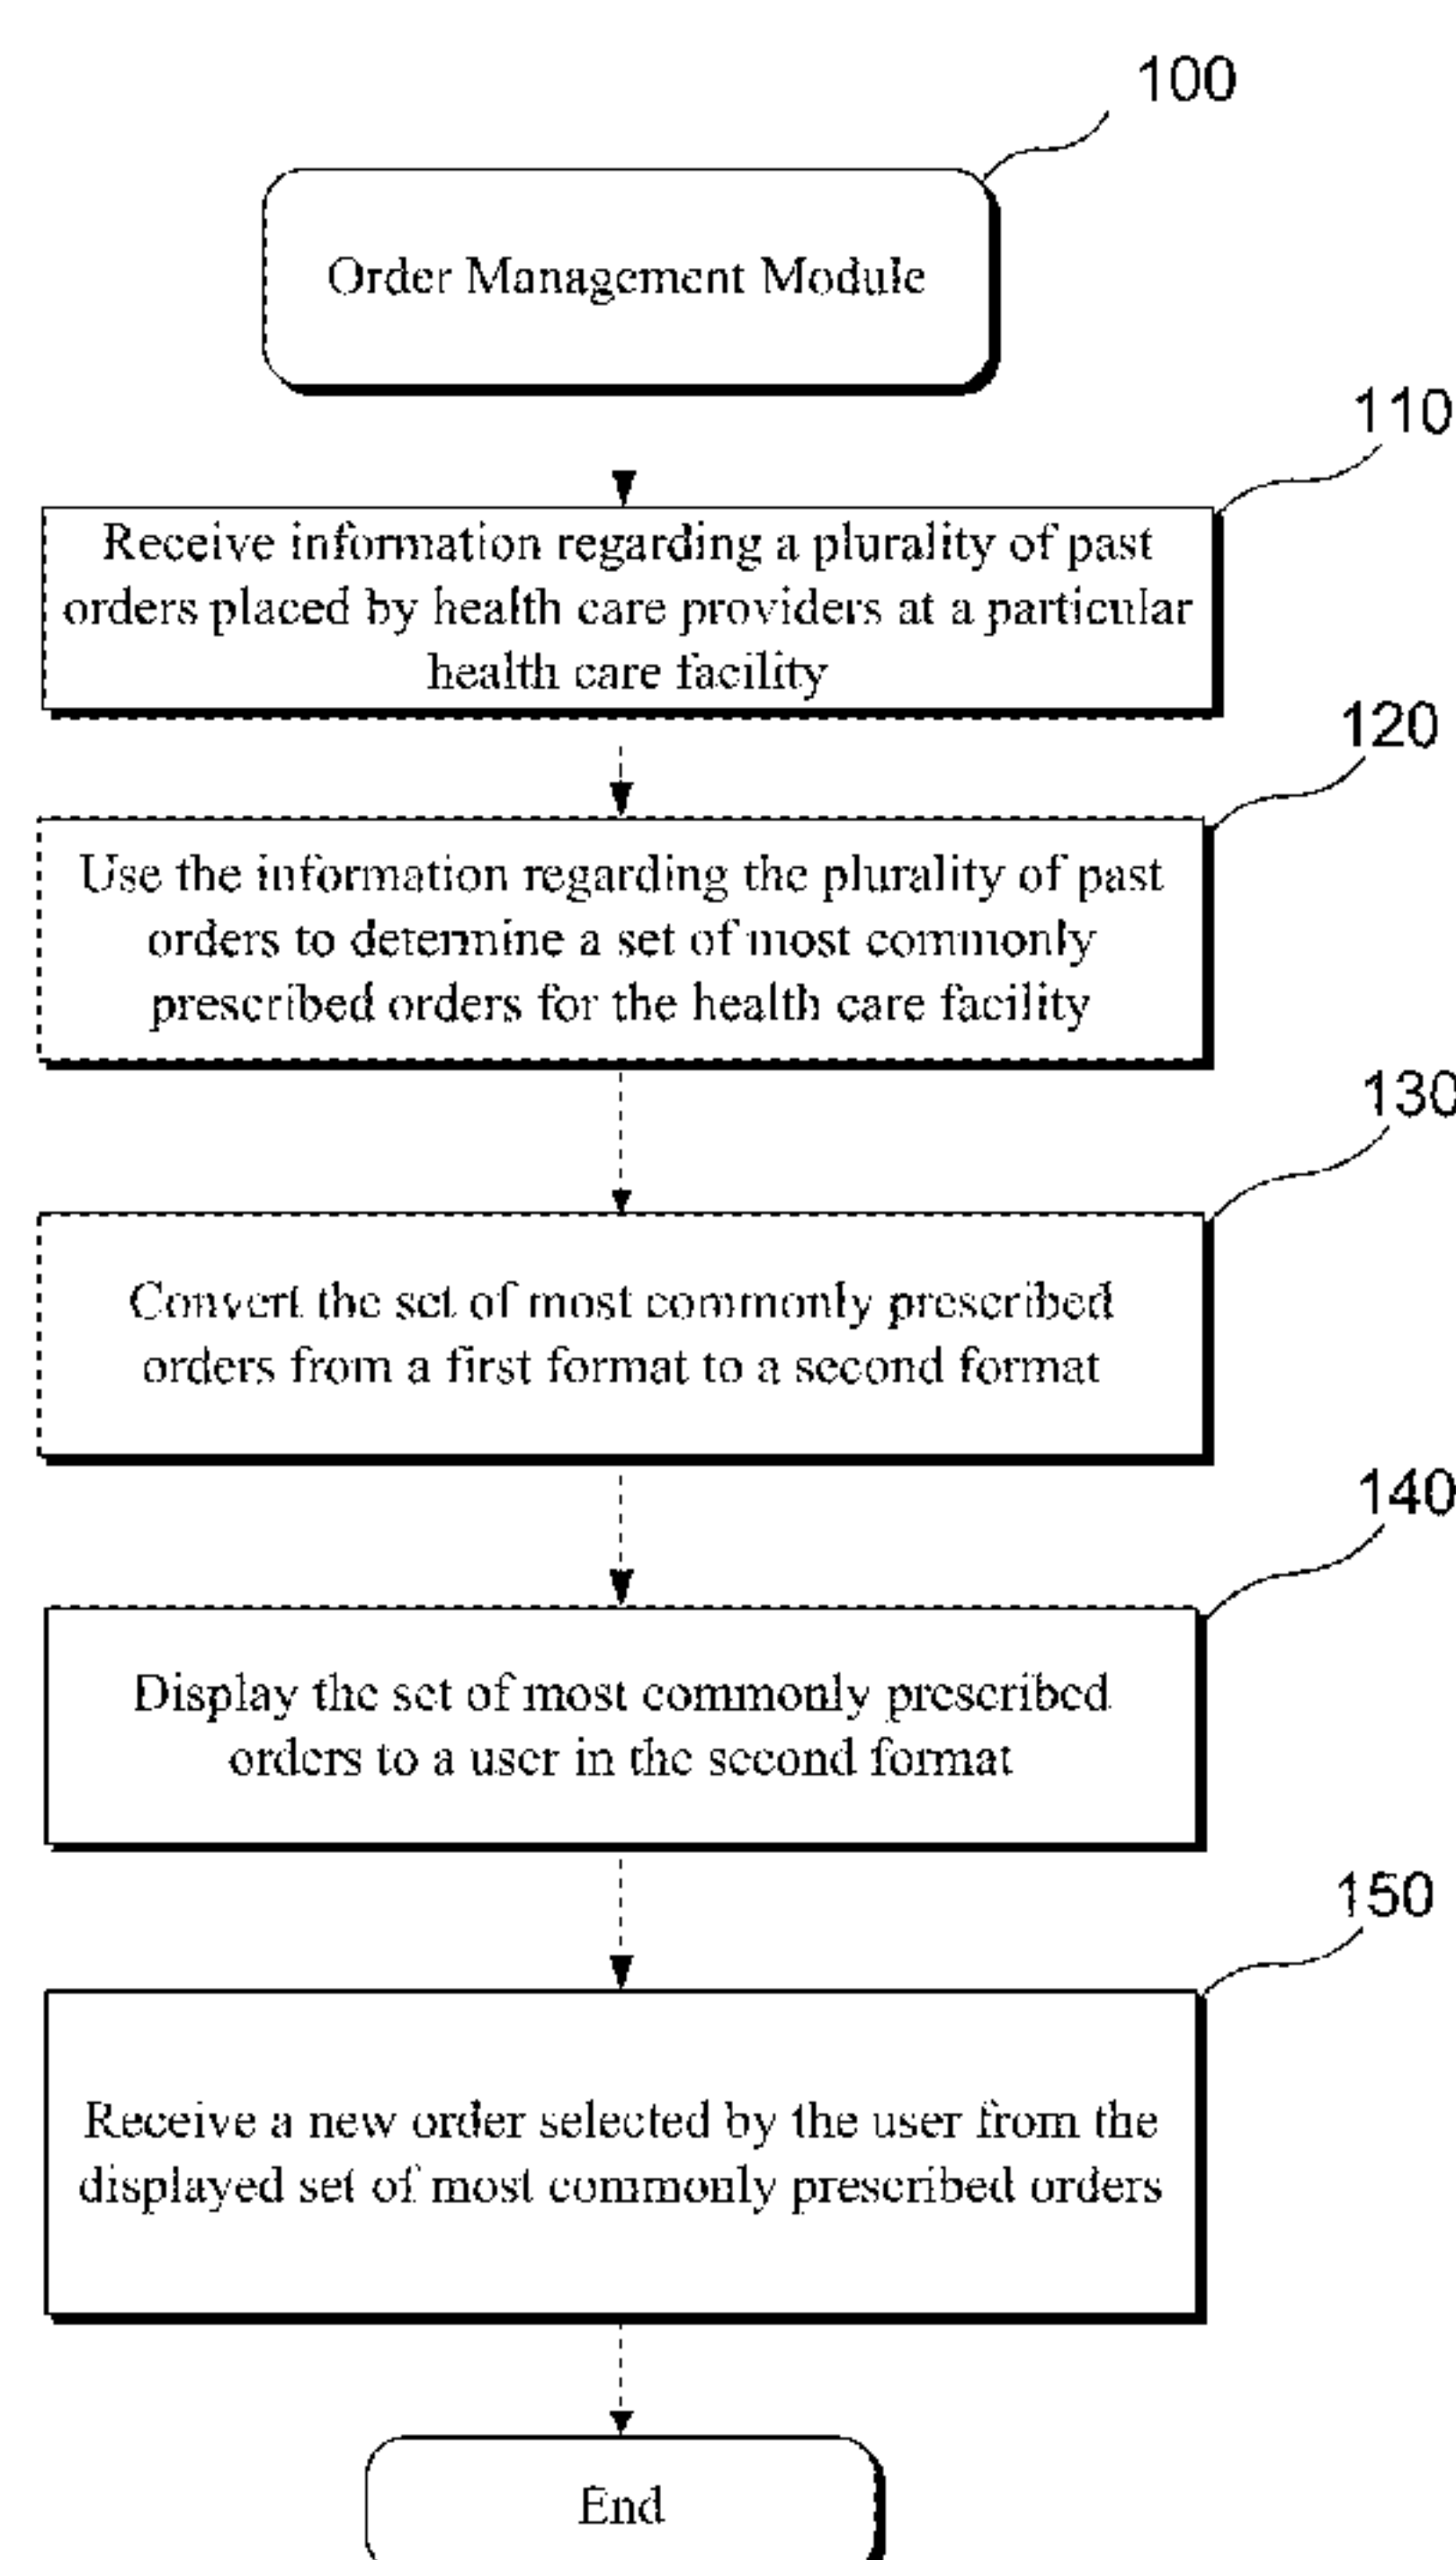 100
Order Management Module
110
Receive information regarding a plurality of past
orders placed by health care providers at a particular
health care facility
120
Use the information regarding the plurality of past
orders to determine a set of most commonly
prescribed orders for the health care facility
130
Convert the set of most commonly prescribed
orders from a first format to a second format
140
Display the set of most commonly prescribed
orders to a user in the second format
150
Receive a new order selected by the user from the
displayed set of most commonly prescribed orders
End